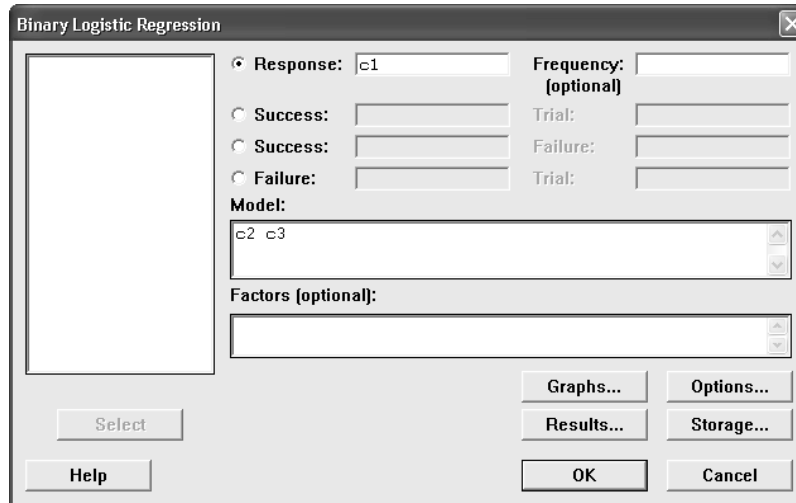 Binary Logistic Regression
Response: c1 Frequency:
(optional)
Success: Trial:
Success: Failure:
Failure: Trial:
Model:
c2 c3
Factors (optional):
Graphs... Options...
Select Results... Storage...
Help OK Cancel